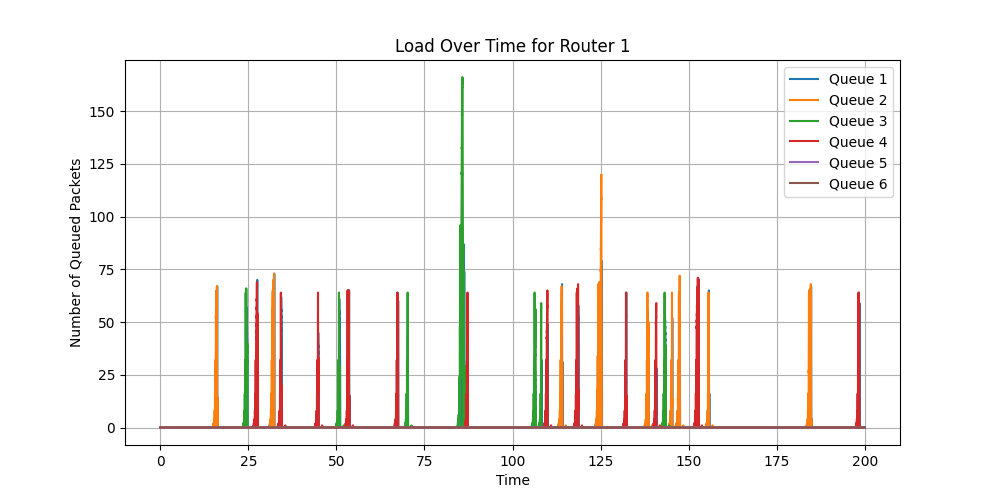 Load Over Time for Router 1
Number of Queued Packets
150
125
100
75
50
25
0
Queue 1
Queue 2
Queue 3
Queue 4
Queue 5
Queue 6
0 25 50 75 100 125 150 175 200
Time